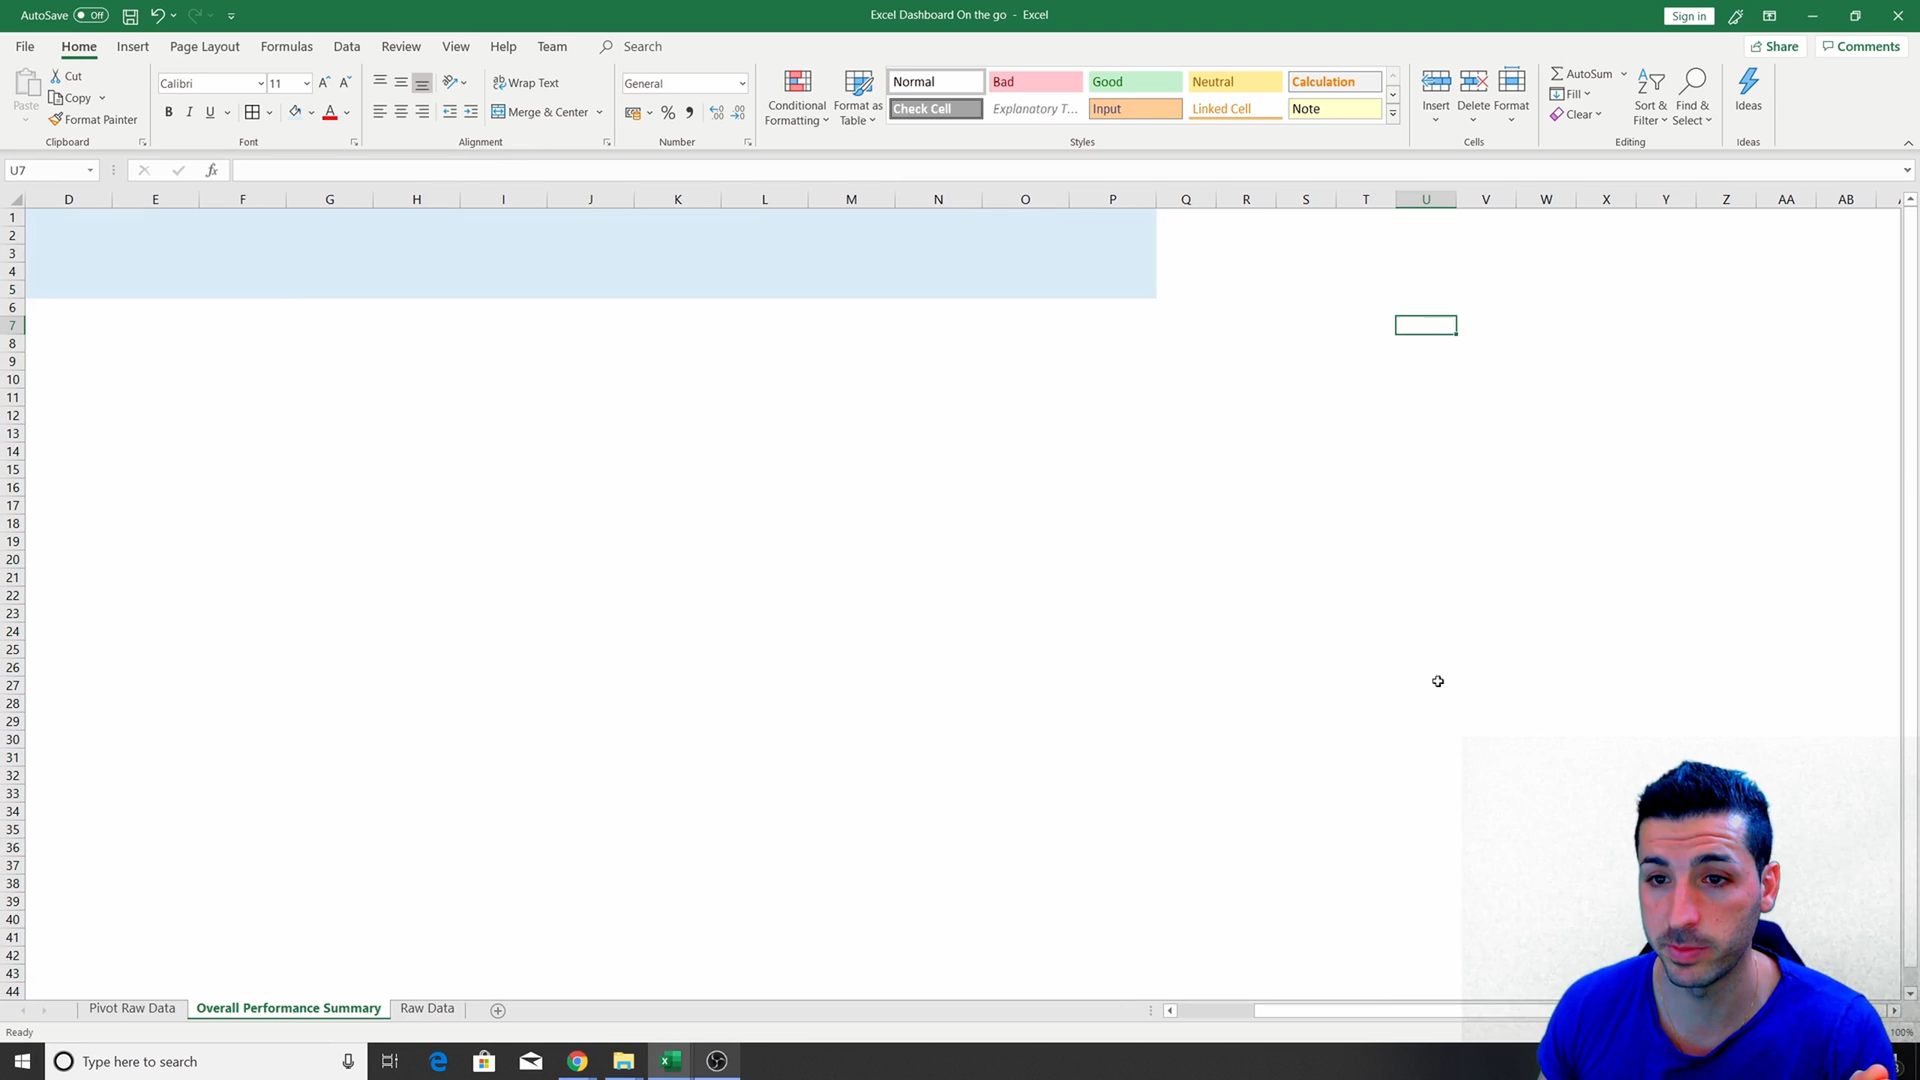 AutoSave Off Excel Dashboard On the go - Excel Sign in
File Home Insert Page Layout Formulas Data Review View Help Team Search Share Comments
Paste Cut Copy Format Painter
Calibri 11 B I U A
Wrap Text
Merge & Center
General
% ,
Conditional Formatting
Format as Table
Normal Bad Good Neutral Calculation
Check Cell Explanatory T... Input Linked Cell Note
Insert Delete Format
AutoSum
Fill
Clear
Sort & Filter
Find & Select
Ideas
Clipboard Font Alignment Number Styles Cells Editing Ideas
U7 fx
D E F G H I J K L M N O P Q R S T U V W X Y Z AA AB
1
2
3
4
5
6
7
8
9
10
11
12
13
14
15
16
17
18
19
20
21
22
23
24
25
26
27
28
29
30
31
32
33
34
35
36
37
38
39
40
41
42
43
44
Pivot Raw Data Overall Performance Summary Raw Data
Ready 100%
Type here to search